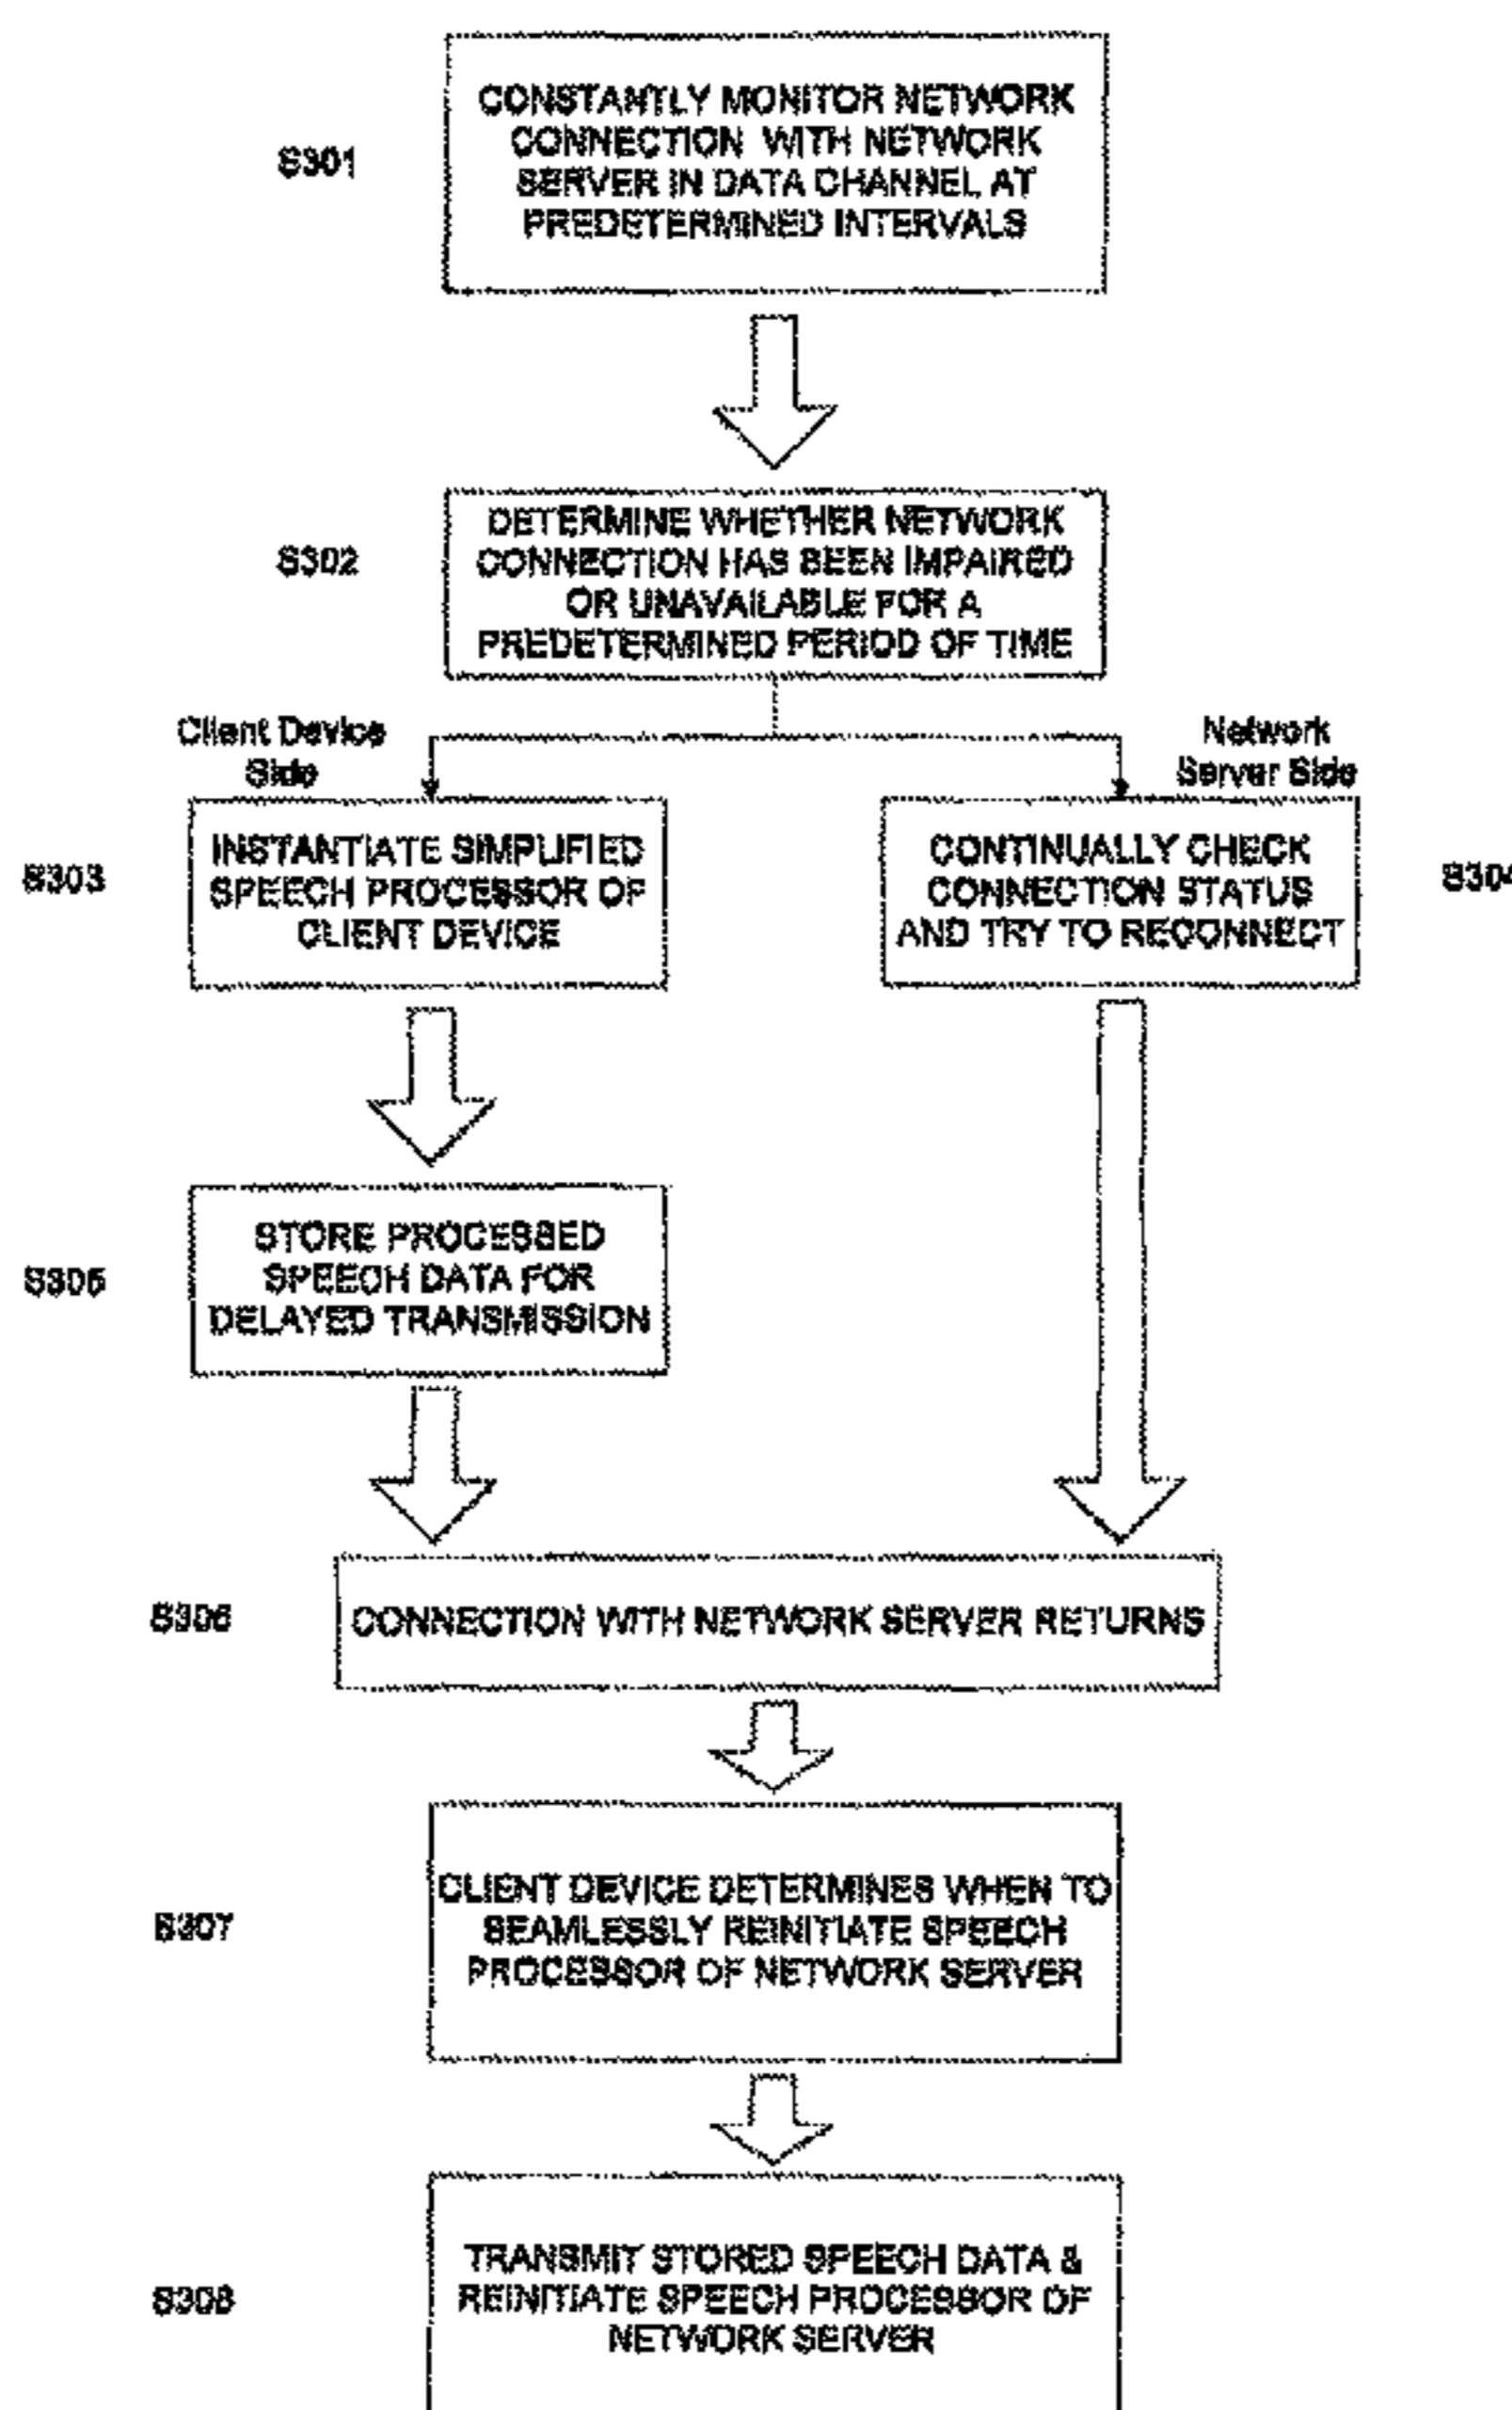 S301
CONSTANTLY MONITOR NETWORK
CONNECTION WITH NETWORK
SERVER IN DATA CHANNEL AT
PREDETERMINED INTERVALS
S302
DETERMINE WHETHER NETWORK
CONNECTION HAS BEEN IMPAIRED
OR UNAVAILABLE FOR A
PREDETERMINED PERIOD OF TIME
Client Device
Side
Network
Server Side
S303
INSTANTIATE SIMPLIFIED
SPEECH PROCESSOR OF
CLIENT DEVICE
CONTINUALLY CHECK
CONNECTION STATUS
AND TRY TO RECONNECT
S304
S305
STORE PROCESSED
SPEECH DATA FOR
DELAYED TRANSMISSION
S306
CONNECTION WITH NETWORK SERVER RETURNS
S307
CLIENT DEVICE DETERMINES WHEN TO
SEAMLESSLY REINITIATE SPEECH
PROCESSOR OF NETWORK SERVER
S308
TRANSMIT STORED SPEECH DATA &
REINITIATE SPEECH PROCESSOR OF
NETWORK SERVER